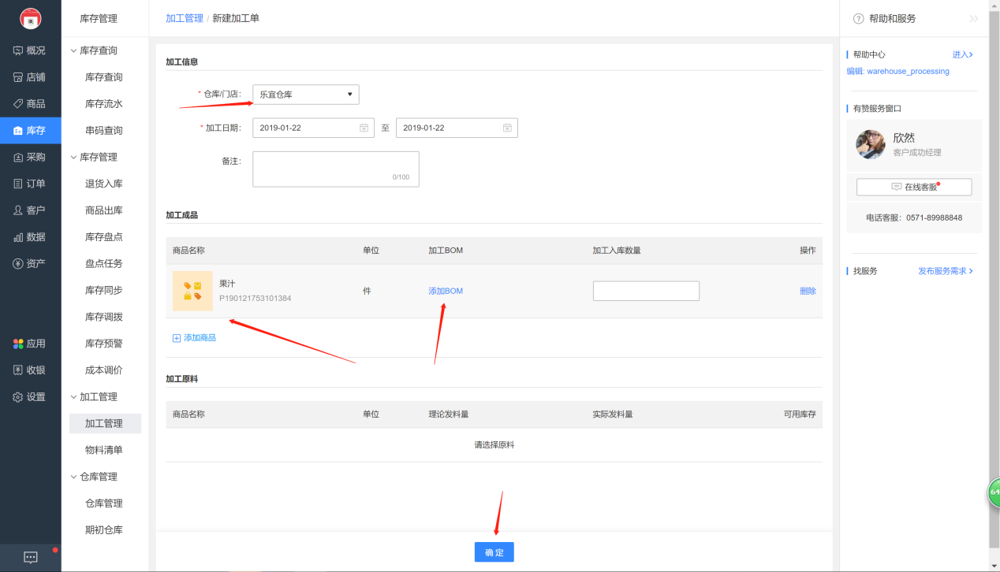 库存管理
加工管理 / 新建加工单
帮助和服务
概况
店铺
商品
库存
采购
订单
客户
数据
资产
应用
收银
设置
库存查询
库存查询
库存流水
串码查询
库存管理
退货入库
商品出库
库存盘点
盘点任务
库存同步
库存调拨
库存预警
成本调价
加工管理
加工管理
物料清单
仓库管理
仓库管理
期初仓库
加工信息
* 仓库/门店: 乐宜仓库
* 加工日期: 2019-01-22 至 2019-01-22
备注:
0/100
加工成品
商品名称 单位 加工BOM 加工入库数量 操作
果汁
P190121753101384
件 添加BOM 删除
添加商品
加工原料
商品名称 单位 理论发料量 实际发料量 可用库存
请选择原料
确定
帮助中心 进入
编辑: warehouse_processing
有赞服务窗口
欣然
客户成功经理
在线客服
电话客服: 0571-89988848
找服务 发布服务需求
64